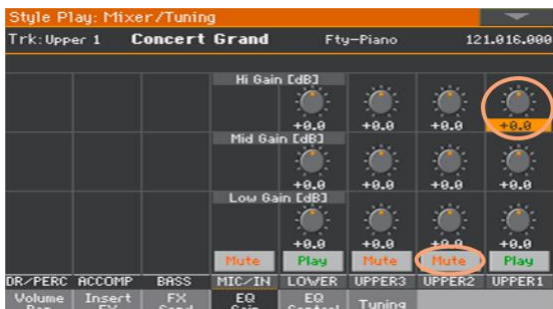 Style Play: Mixer/Tuning
Trk: Upper 1 Concert Grand Fty-Piano 121.016.000
Hi Gain [dB]
+0.0 +0.0 +0.0 +0.0
Mid Gain [dB]
+0.0 +0.0 +0.0 +0.0
Low Gain [dB]
+0.0 +0.0 +0.0 +0.0
Mute Play Mute Mute Play
DR/PERC ACCOMP BASS MIC/IN LOWER UPPER3 UPPER2 UPPER1
Volume Insert FX EQ EQ Tuning